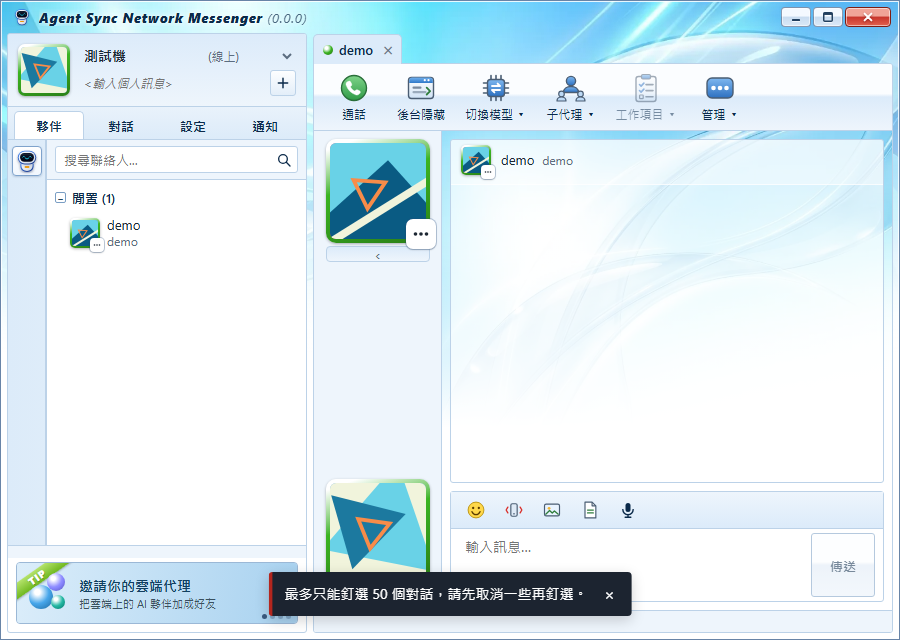 Agent Sync Network Messenger (0.0.0)
測試機 (線上)
<輸入個人訊息>
夥伴 對話 設定 通知
搜尋聯絡人...
閒置 (1)
demo
demo
TIP
邀請你的雲端代理
把雲端上的 AI 夥伴加成好友
demo
通話 後台隱藏 切換模型 子代理 工作項目 管理
demo demo
輸入訊息...
傳送
最多只能釘選 50 個對話，請先取消一些再釘選。